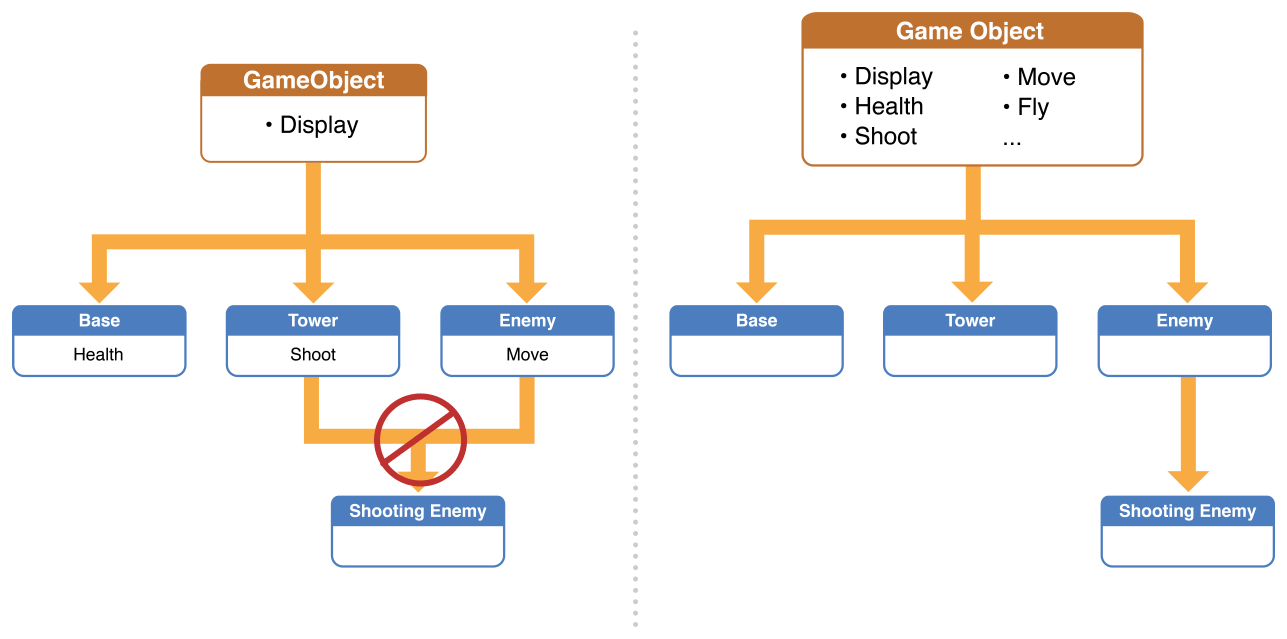 GameObject
• Display
Base
Health
Tower
Shoot
Enemy
Move
Shooting Enemy
Game Object
• Display
• Health
• Shoot
• Move
• Fly
...
Base
Tower
Enemy
Shooting Enemy